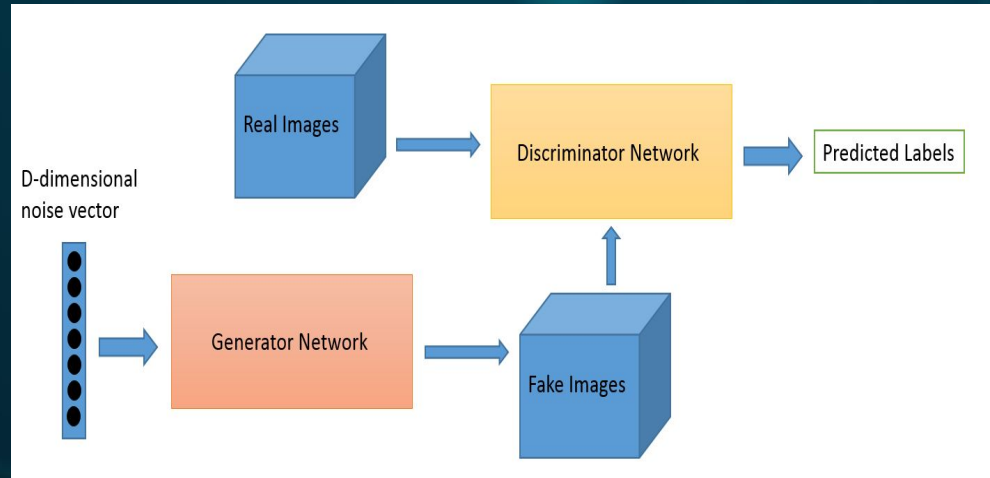 Real Images
Discriminator Network
Predicted Labels
D-dimensional
noise vector
Generator Network
Fake Images